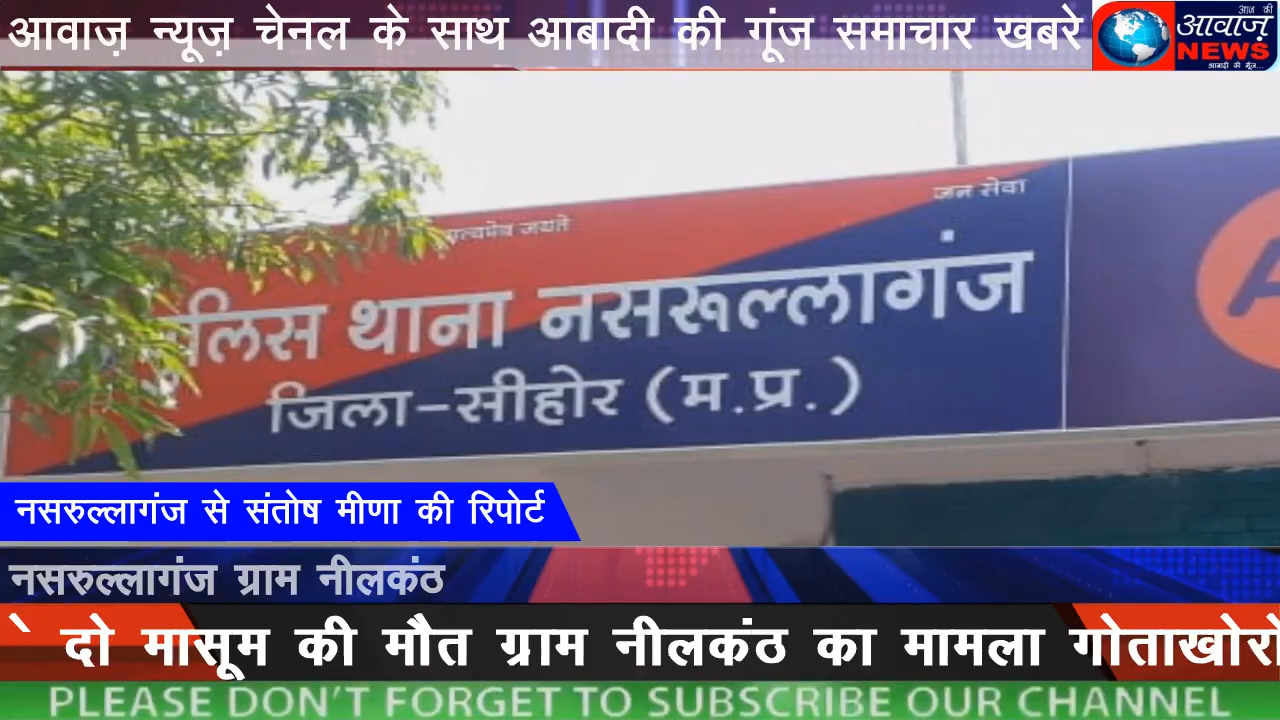 आवाज़ न्यूज़ चेनल के साथ आबादी की गूंज समाचार खबरे
आज की
आवाज़
NEWS
आबादी की गूँज...
सत्यमेव जयते
जन सेवा
पुलिस थाना नसरूल्लागंज
जिला-सीहोर (म.प्र.)
नसरुल्लागंज से संतोष मीणा की रिपोर्ट
नसरुल्लागंज ग्राम नीलकंठ
दो मासूम की मौत ग्राम नीलकंठ का मामला गोताखोरो
PLEASE DON'T FORGET TO SUBSCRIBE OUR CHANNEL